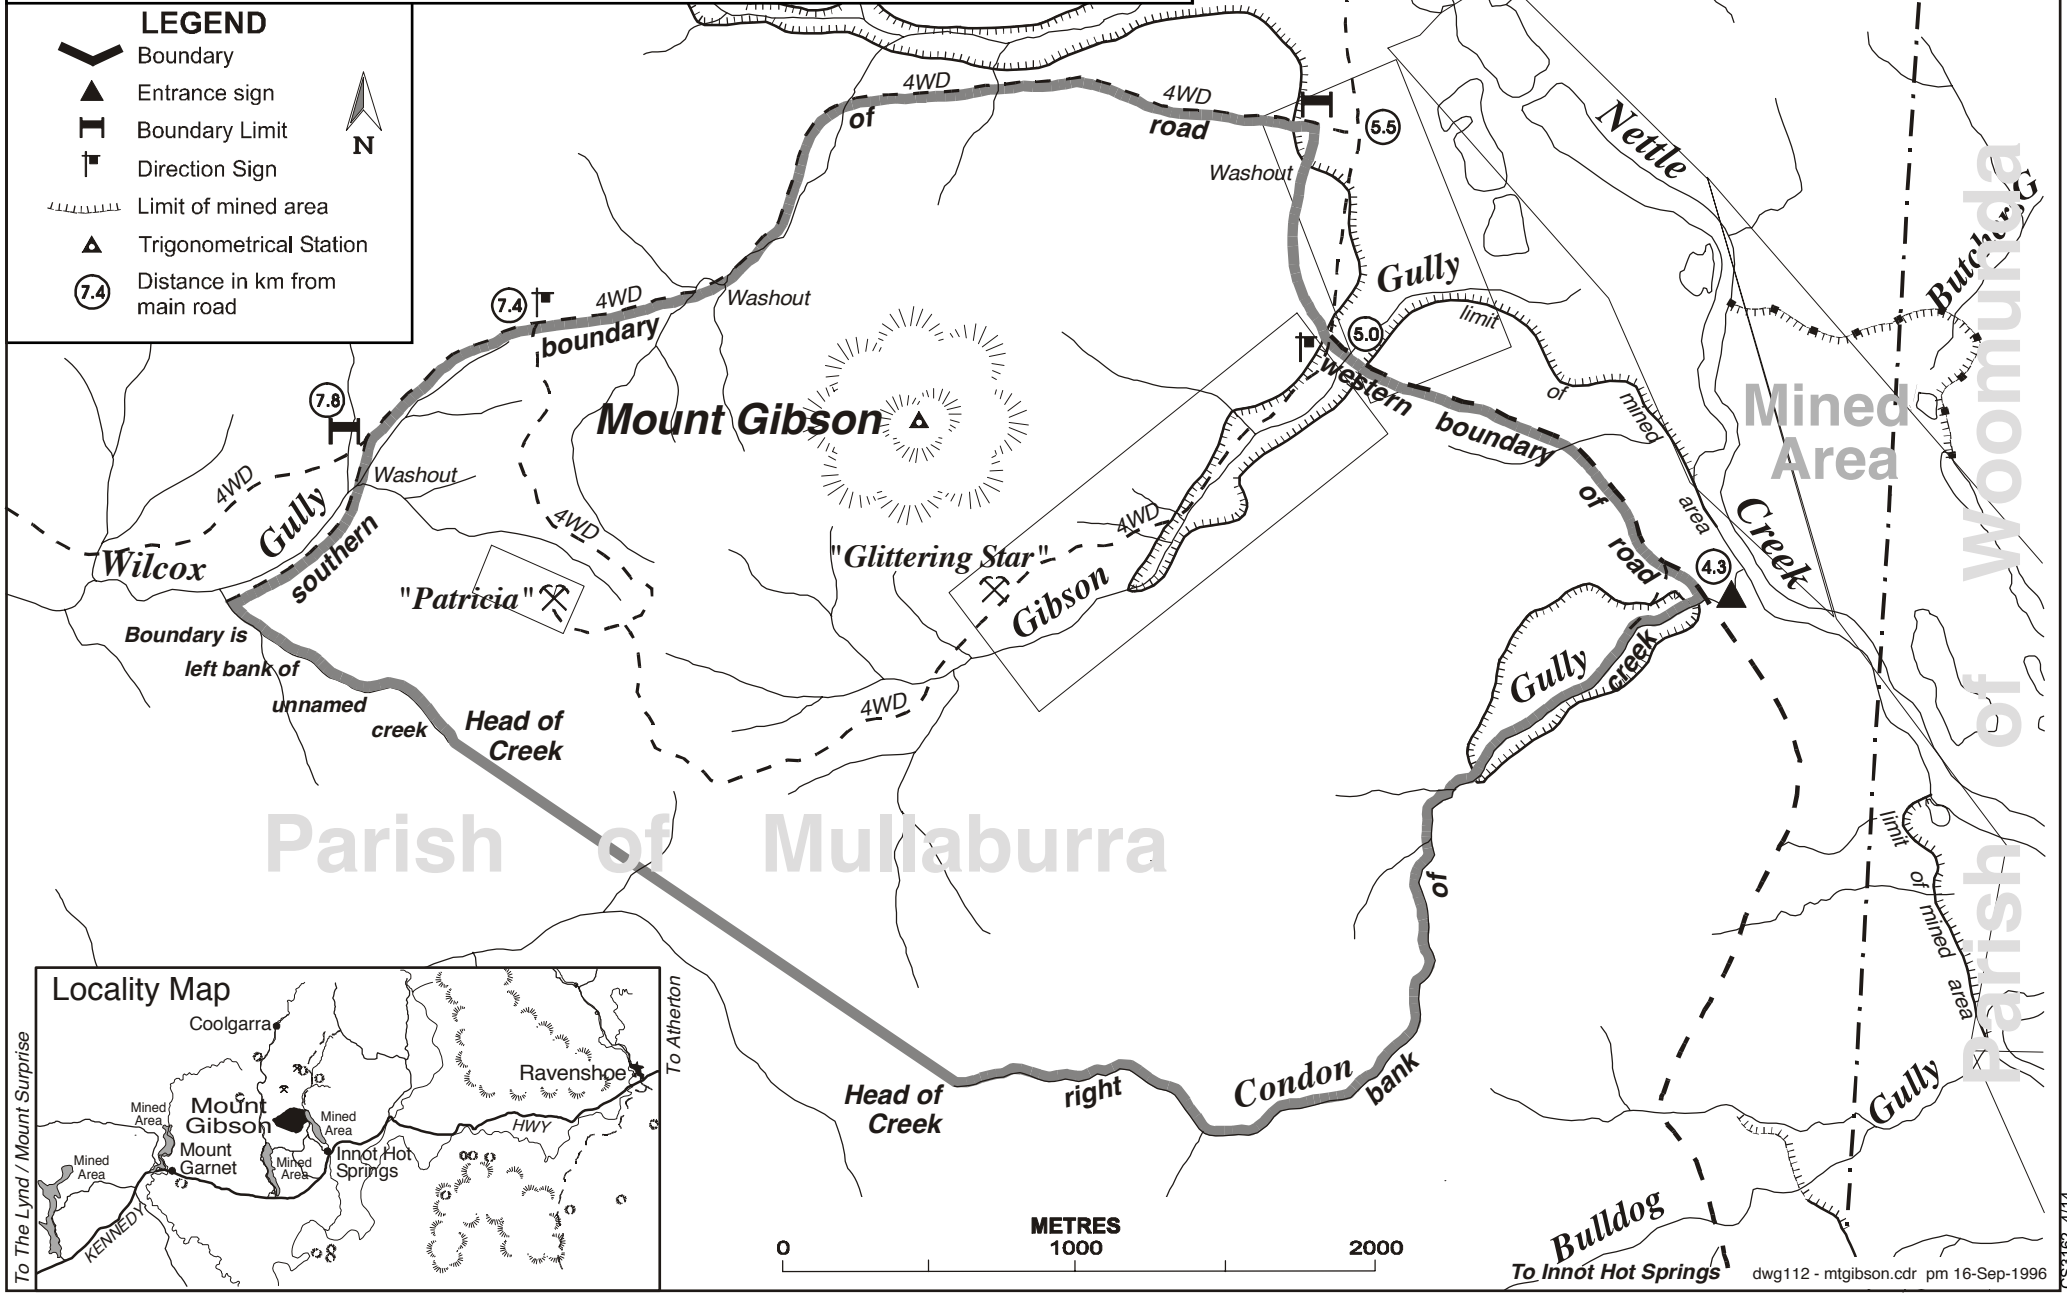 LEGEND
Boundary
Entrance sign
Boundary Limit
Direction Sign
Limit of mined area
Trigonometrical Station
7.4
Distance in km from
main road
N
4WD
of
4WD
road
5.5
Washout
Nettle
Butchers G
7.4
4WD
boundary
Washout
Gully
limit
of
mined
area
5.0
western
boundary
of
road
Mined
Area
Parish of Woomunda
7.8
Mount Gibson
4WD
Washout
Gully
Wilcox
southern
4WD
"Patricia"
"Glittering Star"
4WD
Gibson
Creek
4.3
Boundary is
left bank of
unnamed
creek
Head of
Creek
4WD
Gully
creek
Parish of Mullaburra
of
limit
of
mined
area
Head of
Creek
right
Condon
bank
Gully
Bulldog
To Innot Hot Springs
METRES
0
1000
2000
dwg112 - mtgibson.cdr pm 16-Sep-1996
Locality Map
Coolgarra
Ravenshoe
Mined
Area
Mount
Gibson
Mined
Area
HWY
Mount
Garnet
Mined
Area
Innot Hot
Springs
Mined
Area
KENNEDY
To The Lynd / Mount Surprise
To Atherton